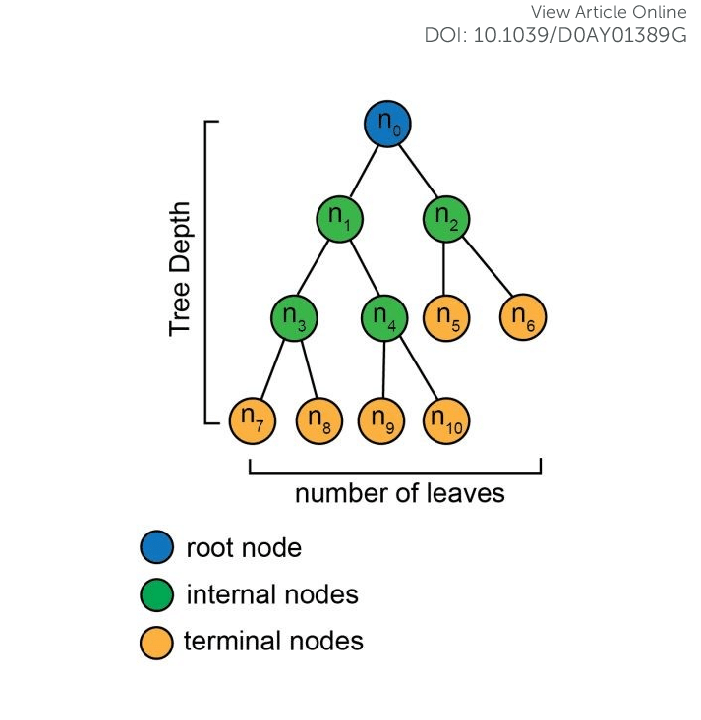 View Article Online
DOI: 10.1039/D0AY01389G
n0
n1
n2
Tree Depth
n3
n4
n5
n6
n7
n8
n9
n10
number of leaves
root node
internal nodes
terminal nodes